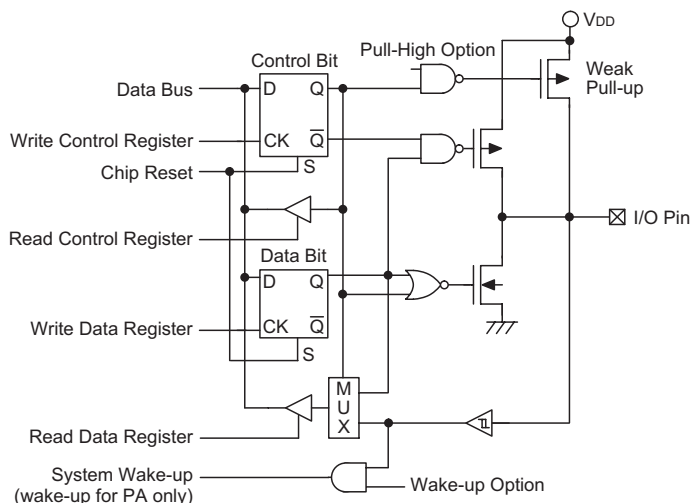 VDD
Control Bit
Pull-High Option
Weak
Pull-up
Data Bus
D
Q
Write Control Register
CK
Q
Chip Reset
S
I/O Pin
Read Control Register
Data Bit
D
Q
Write Data Register
CK
Q
S
M
U
X
Read Data Register
System Wake-up
(wake-up for PA only)
Wake-up Option